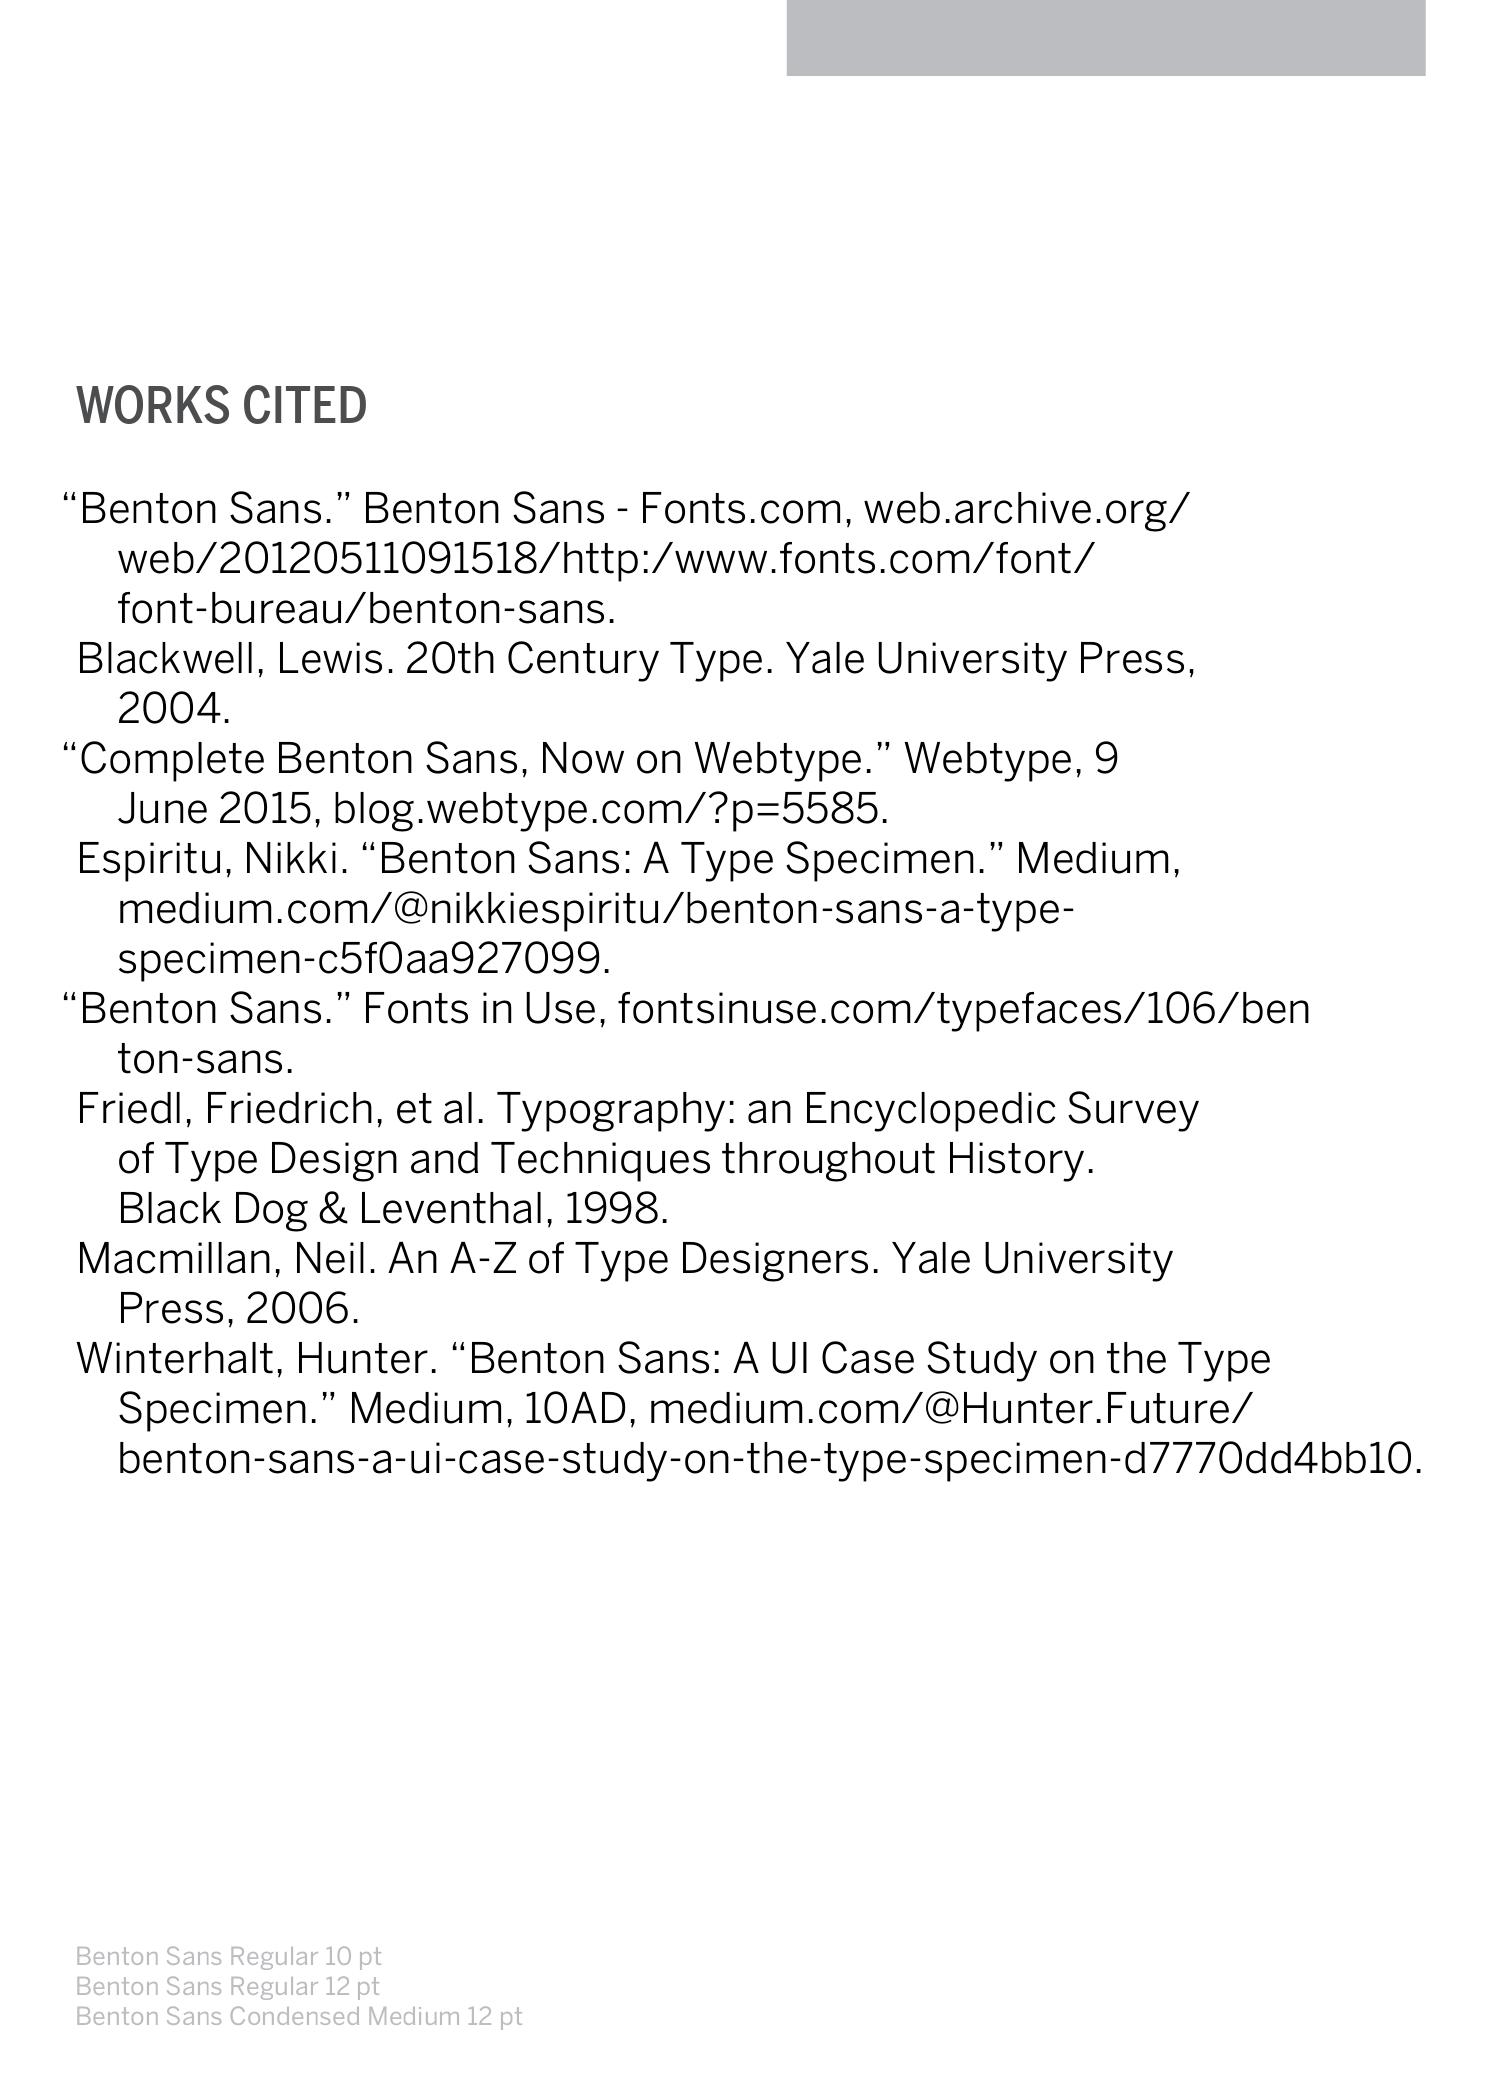 WORKS CITED
“Benton Sans.” Benton Sans - Fonts.com, web.archive.org/
web/20120511091518/http:/www.fonts.com/font/
font-bureau/benton-sans.
Blackwell, Lewis. 20th Century Type. Yale University Press,
2004.
“Complete Benton Sans, Now on Webtype.” Webtype, 9
June 2015, blog.webtype.com/?p=5585.
Espiritu, Nikki. “Benton Sans: A Type Specimen.” Medium,
medium.com/@nikkiespiritu/benton-sans-a-type-
specimen-c5f0aa927099.
“Benton Sans.” Fonts in Use, fontsinuse.com/typefaces/106/ben
ton-sans.
Friedl, Friedrich, et al. Typography: an Encyclopedic Survey
of Type Design and Techniques throughout History.
Black Dog & Leventhal, 1998.
Macmillan, Neil. An A-Z of Type Designers. Yale University
Press, 2006.
Winterhalt, Hunter. “Benton Sans: A UI Case Study on the Type
Specimen.” Medium, 10AD, medium.com/@Hunter.Future/
benton-sans-a-ui-case-study-on-the-type-specimen-d7770dd4bb10.
Benton Sans Regular 10 pt
Benton Sans Regular 12 pt
Benton Sans Condensed Medium 12 pt